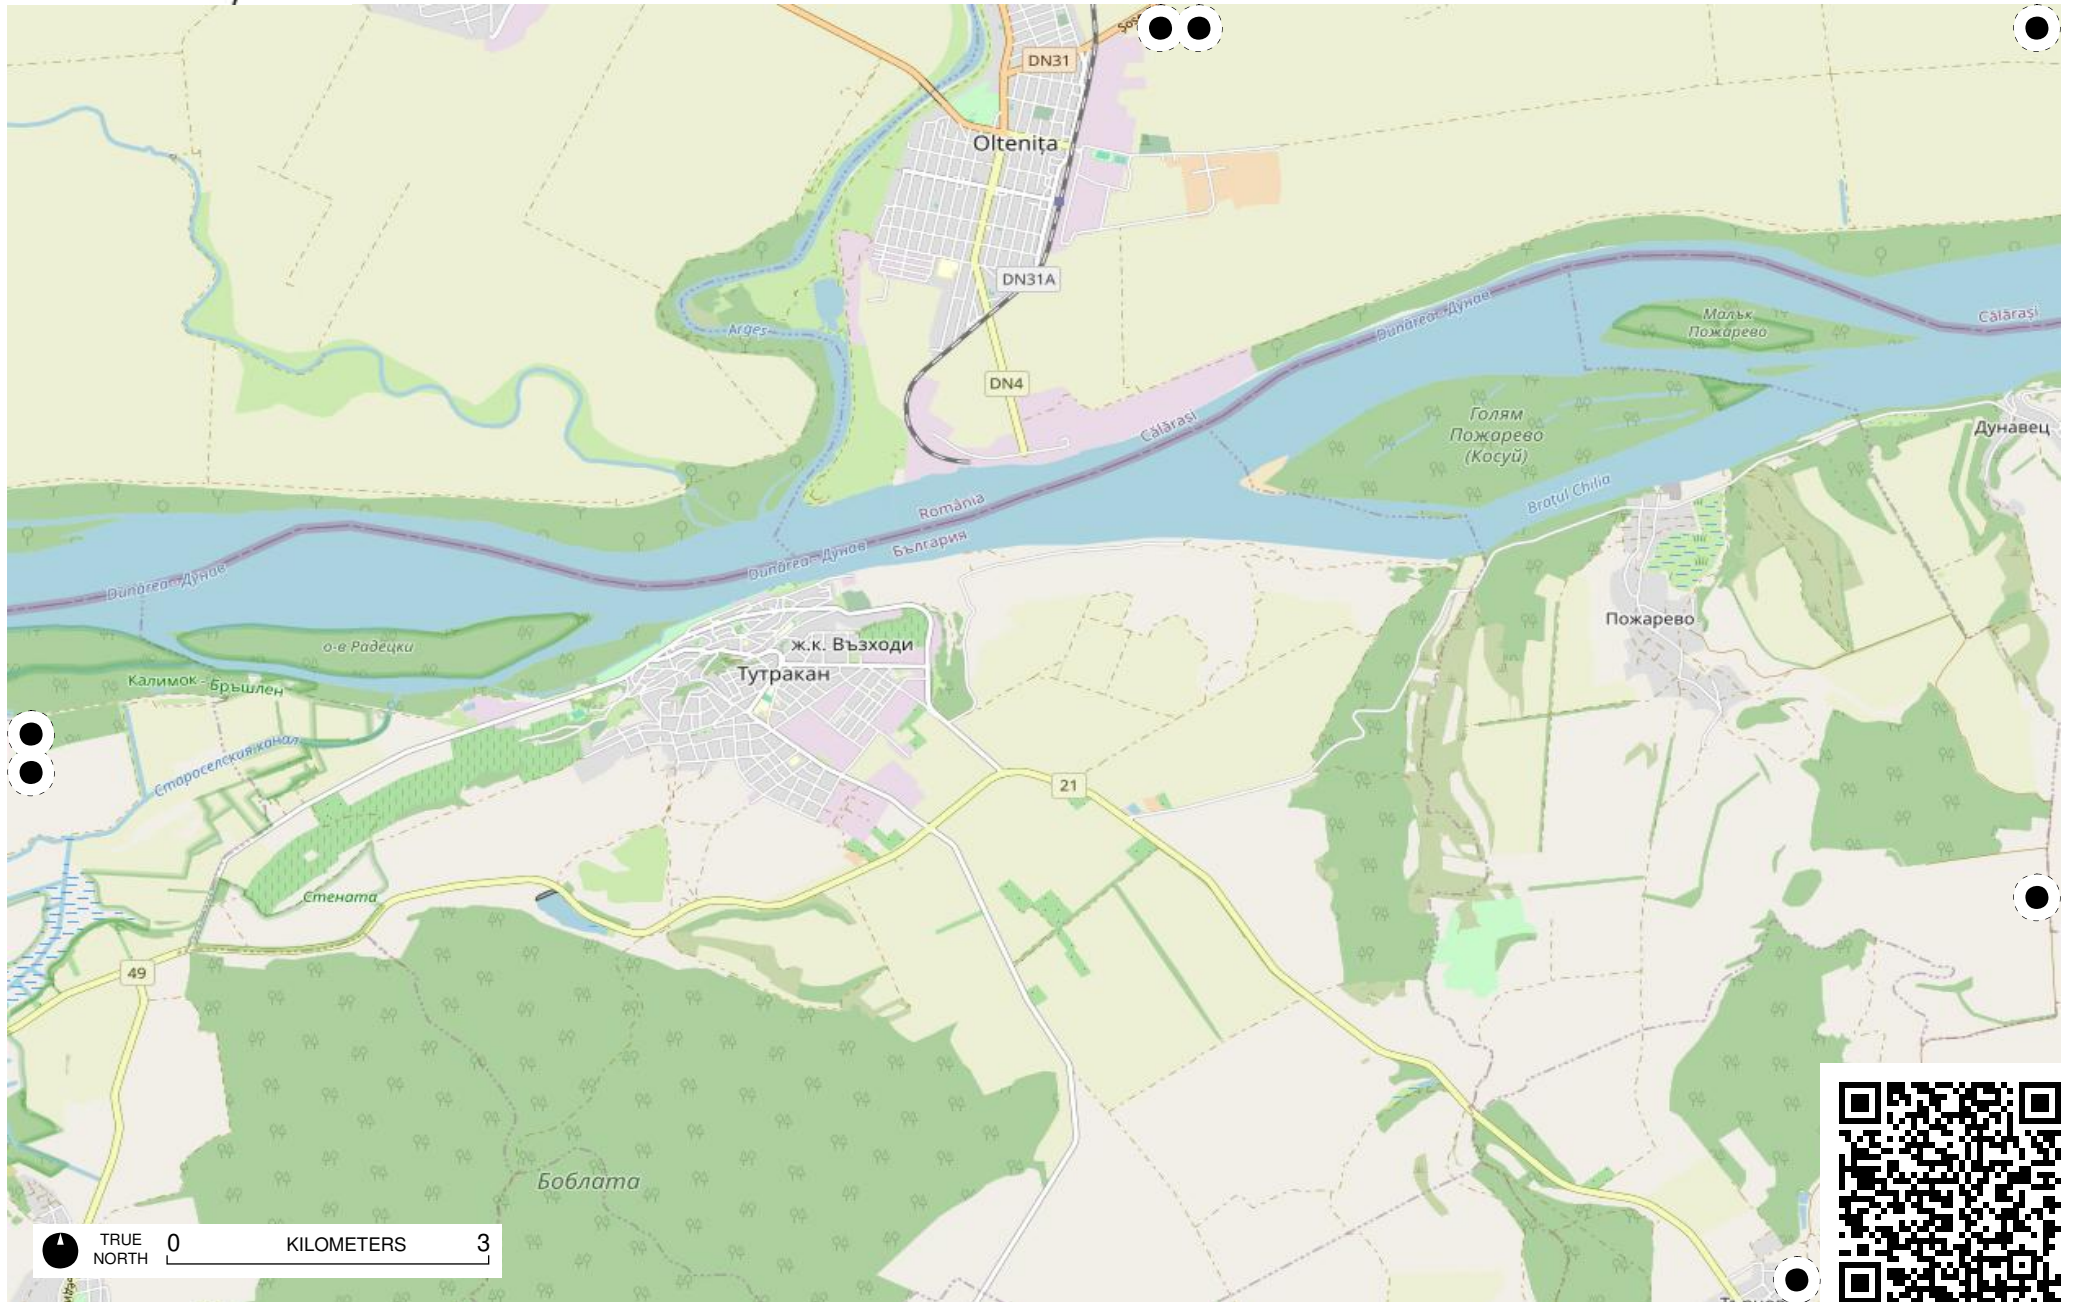 DN31
Oltenița
DN31A
Argeș
DN4
Малък
Пожарево
Călărași
Dunărea - Дунав
Călărași
Голям
Пожарево
(Косуй)
Дунавец
Brațul Chilia
România
България
Dunărea - Дунав
Dunărea - Дунав
Пожарево
о-в Радецки
ж.к. Възходи
Тутракан
Калимок - Бръшлен
Староселския канал
21
Стената
49
Боблата
TRUE
NORTH
0 KILOMETERS 3